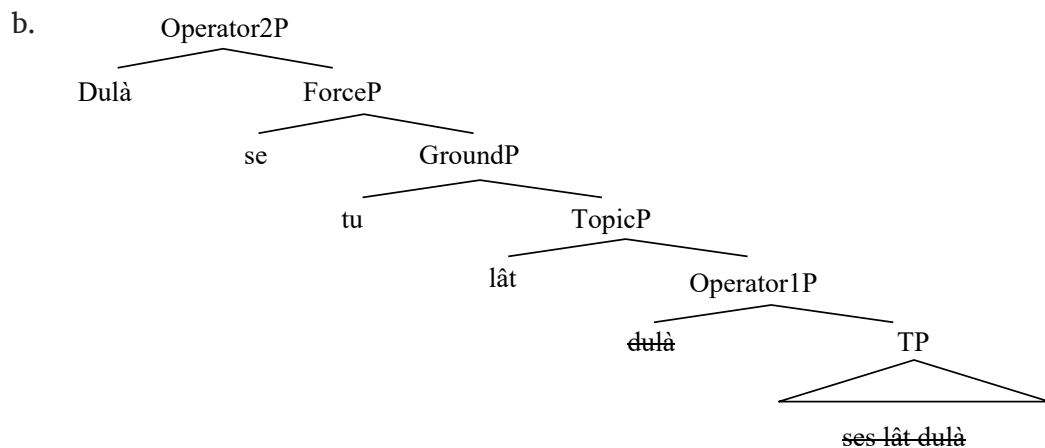 b.
Operator2P
Dulà
ForceP
se
GroundP
tu
TopicP
lât
Operator1P
dulà
TP
ses lât dulà